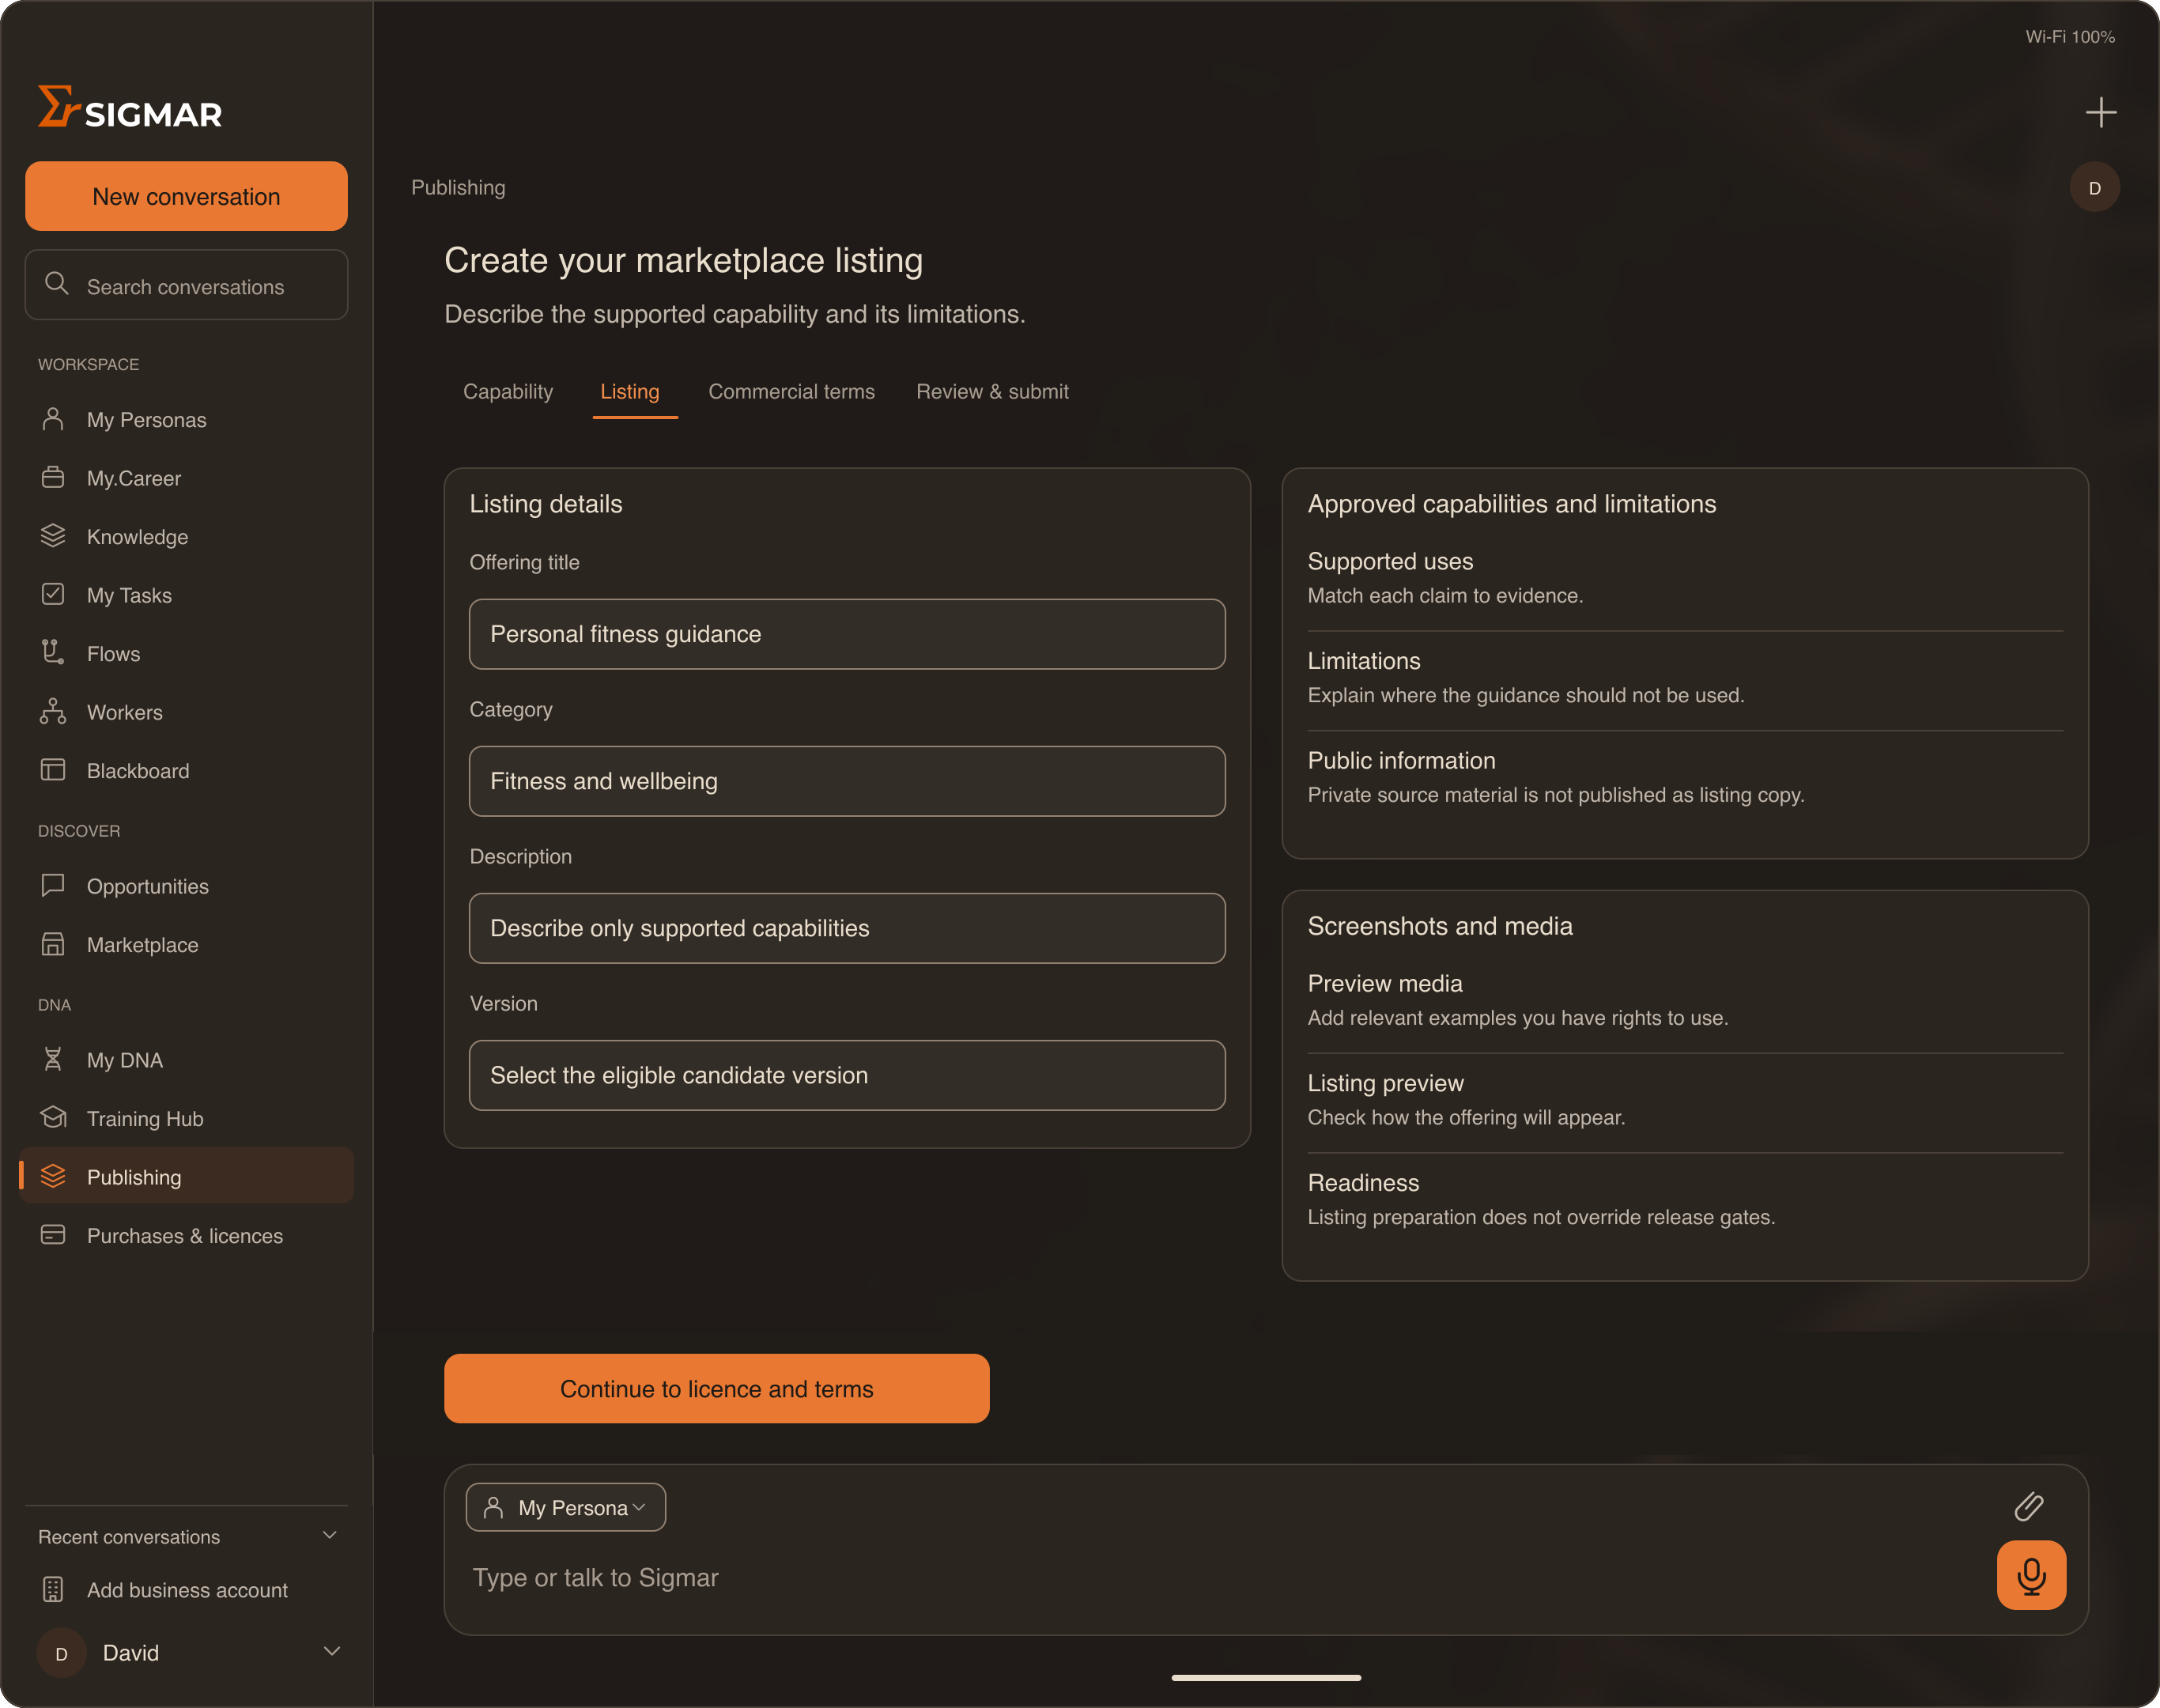 Wi-Fi 100%
Σr SIGMAR
New conversation
Search conversations
WORKSPACE
My Personas
My.Career
Knowledge
My Tasks
Flows
Workers
Blackboard
DISCOVER
Opportunities
Marketplace
DNA
My DNA
Training Hub
Publishing
Purchases & licences
Recent conversations
Add business account
D
David
Publishing
D
Create your marketplace listing
Describe the supported capability and its limitations.
Capability
Listing
Commercial terms
Review & submit
Listing details
Offering title
Personal fitness guidance
Category
Fitness and wellbeing
Description
Describe only supported capabilities
Version
Select the eligible candidate version
Approved capabilities and limitations
Supported uses
Match each claim to evidence.
Limitations
Explain where the guidance should not be used.
Public information
Private source material is not published as listing copy.
Screenshots and media
Preview media
Add relevant examples you have rights to use.
Listing preview
Check how the offering will appear.
Readiness
Listing preparation does not override release gates.
Continue to licence and terms
My Persona
Type or talk to Sigmar